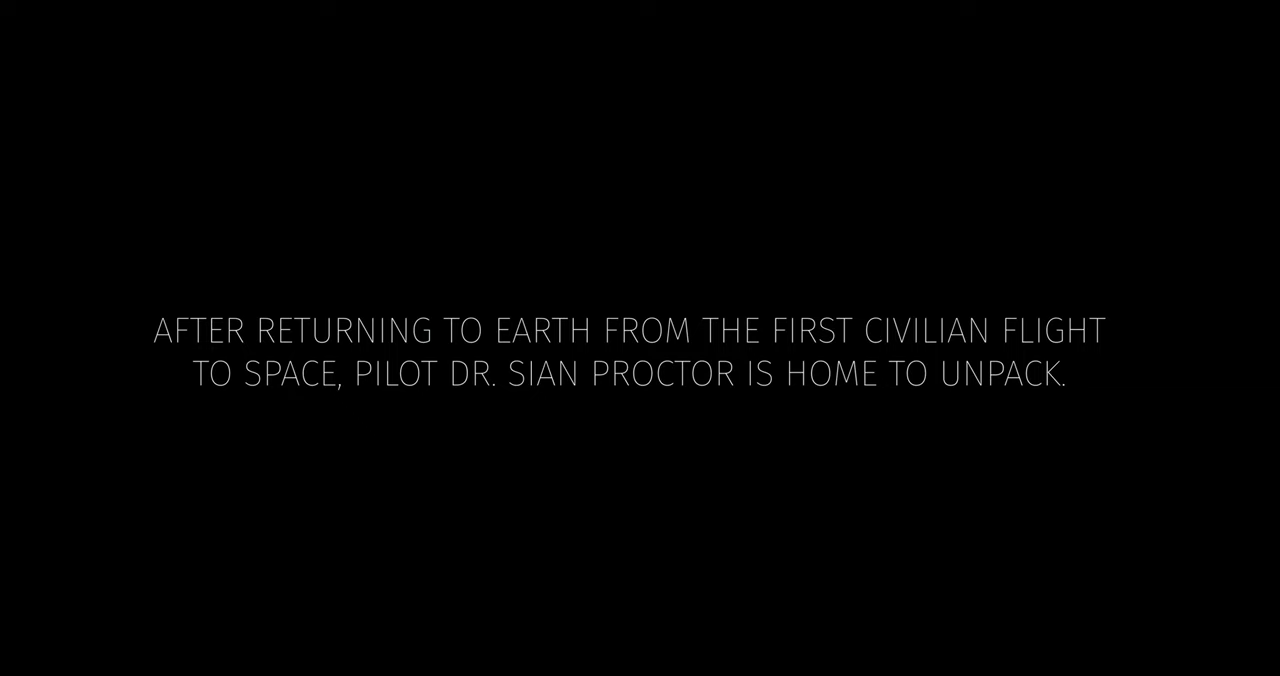 AFTER RETURNING TO EARTH FROM THE FIRST CIVILIAN FLIGHT
TO SPACE, PILOT DR. SIAN PROCTOR IS HOME TO UNPACK.